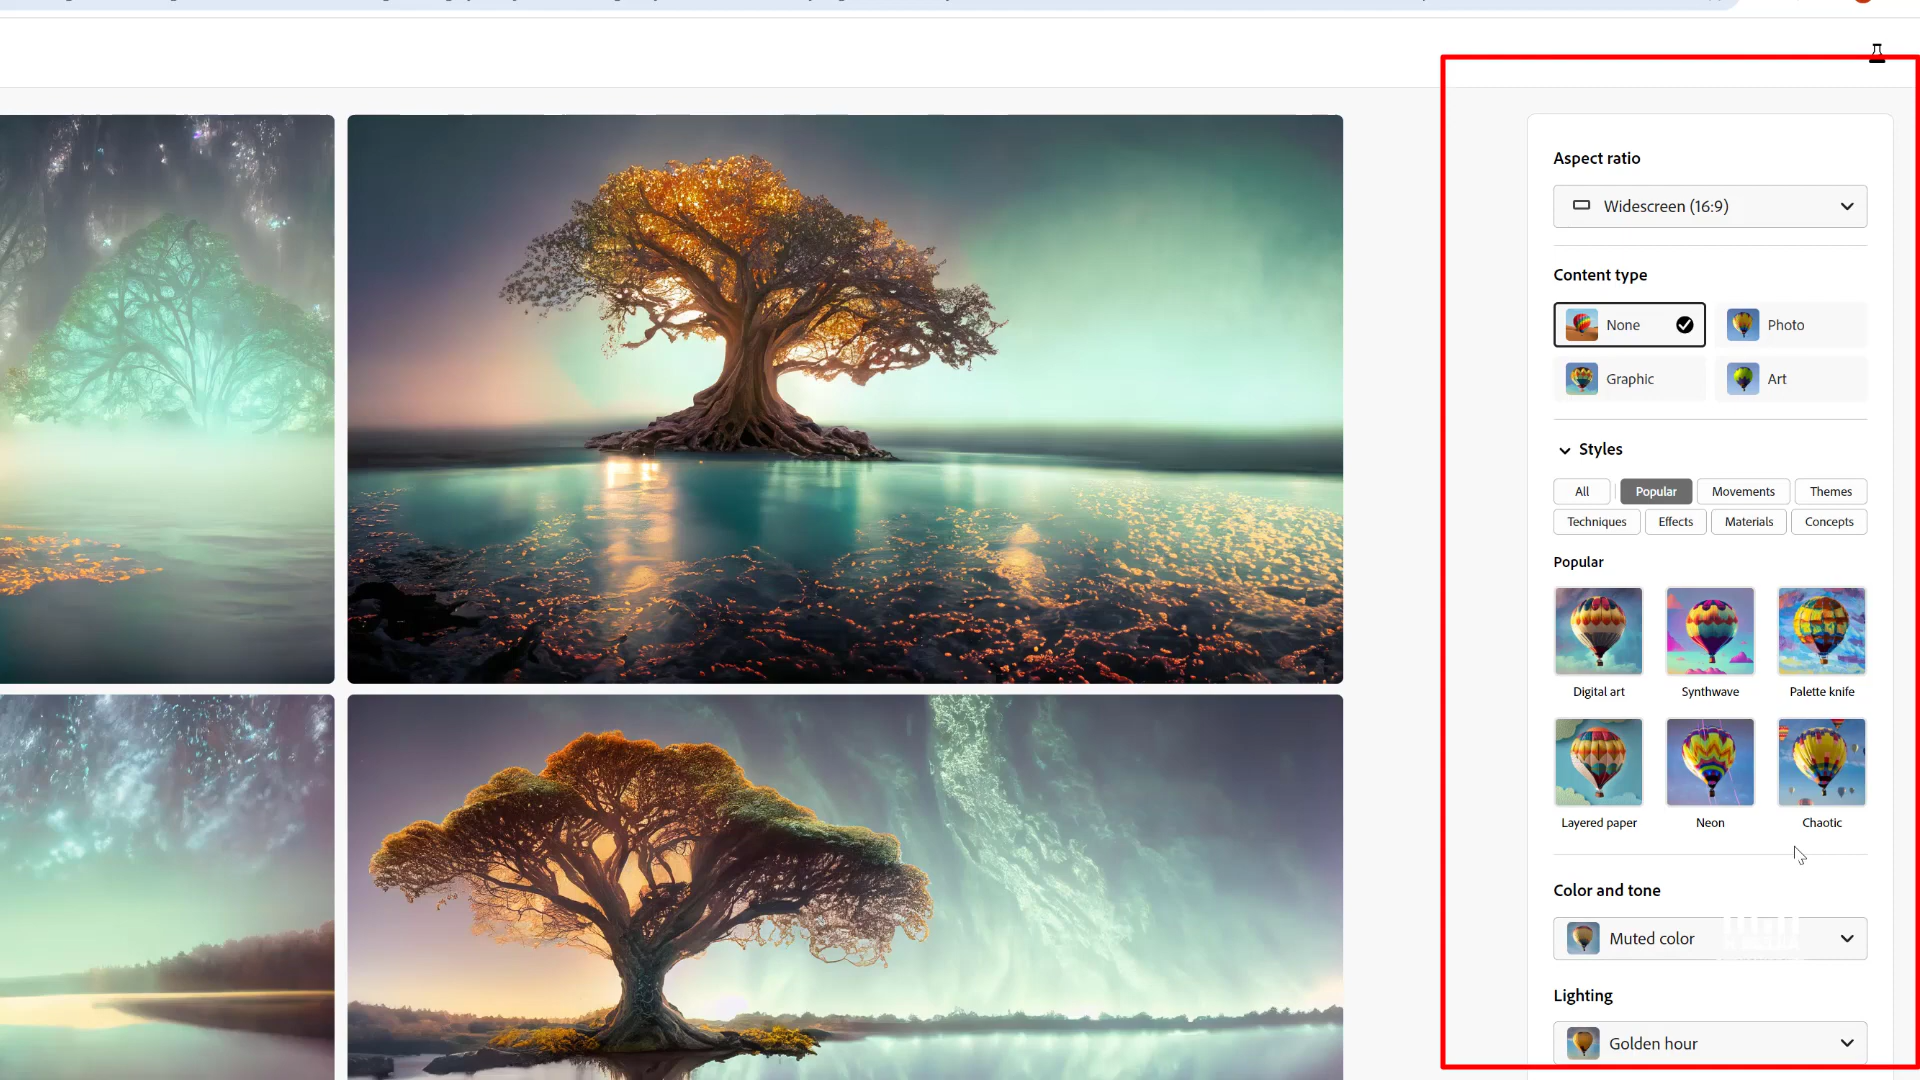 Aspect ratio
Widescreen (16:9)
Content type
None
Photo
Graphic
Art
Styles
All Popular Movements Themes
Techniques Effects Materials Concepts
Popular
Digital art Synthwave Palette knife
Layered paper Neon Chaotic
Color and tone
Muted color
Lighting
Golden hour